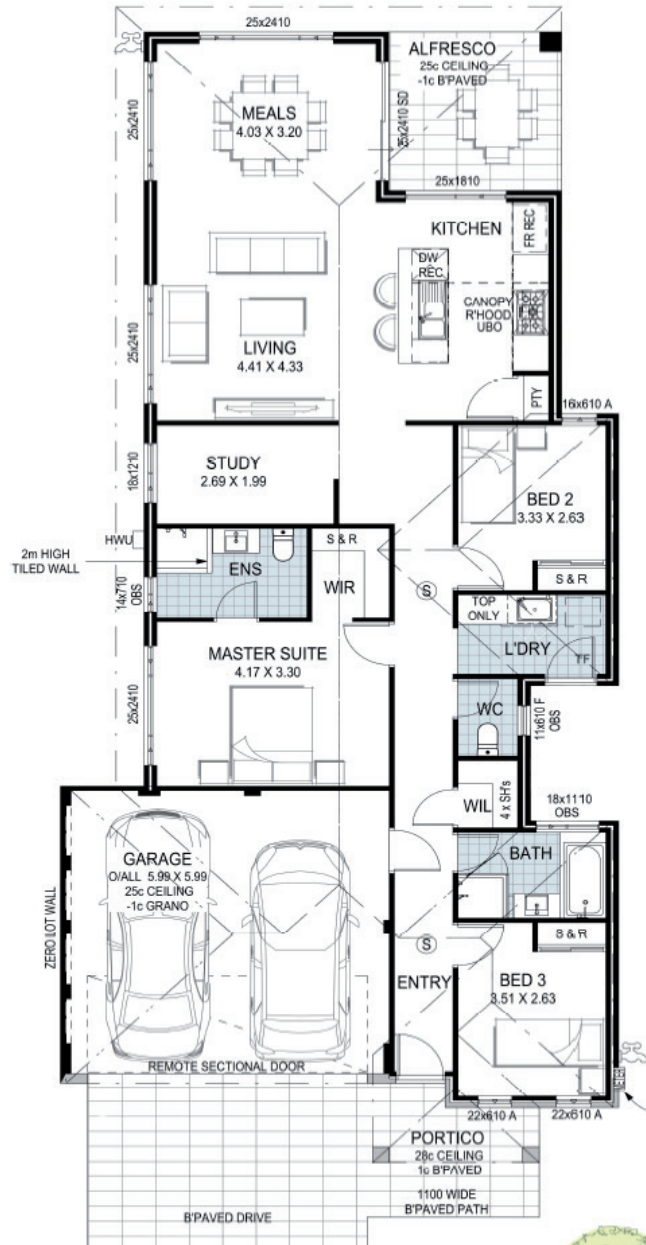 25x2410
ALFRESCO
25c CEILING
-1c B'PAVED
MEALS
4.03 X 3.20
25x2410
25x2410 SD
25x1810
KITCHEN
FR REC
DW
REC
CANOPY
R'HOOD
UBO
25x2410
LIVING
4.41 X 4.33
PTY
16x610 A
STUDY
2.69 X 1.99
18x1210
BED 2
3.33 X 2.63
HWU
2m HIGH
TILED WALL
S & R
ENS
WIR
S & R
14x710
OBS
S
TOP
ONLY
L'DRY
TF
MASTER SUITE
4.17 X 3.30
25x2410
WC
11x610 F
OBS
WIL
4 x SH's
18x1110
OBS
GARAGE
O/ALL 5.99 X 5.99
25c CEILING
-1c GRANO
BATH
ZERO LOT WALL
S & R
S
ENTRY
BED 3
3.51 X 2.63
REMOTE SECTIONAL DOOR
22x610 A
22x610 A
PORTICO
28c CEILING
1c B'PAVED
1100 WIDE
B'PAVED PATH
B'PAVED DRIVE